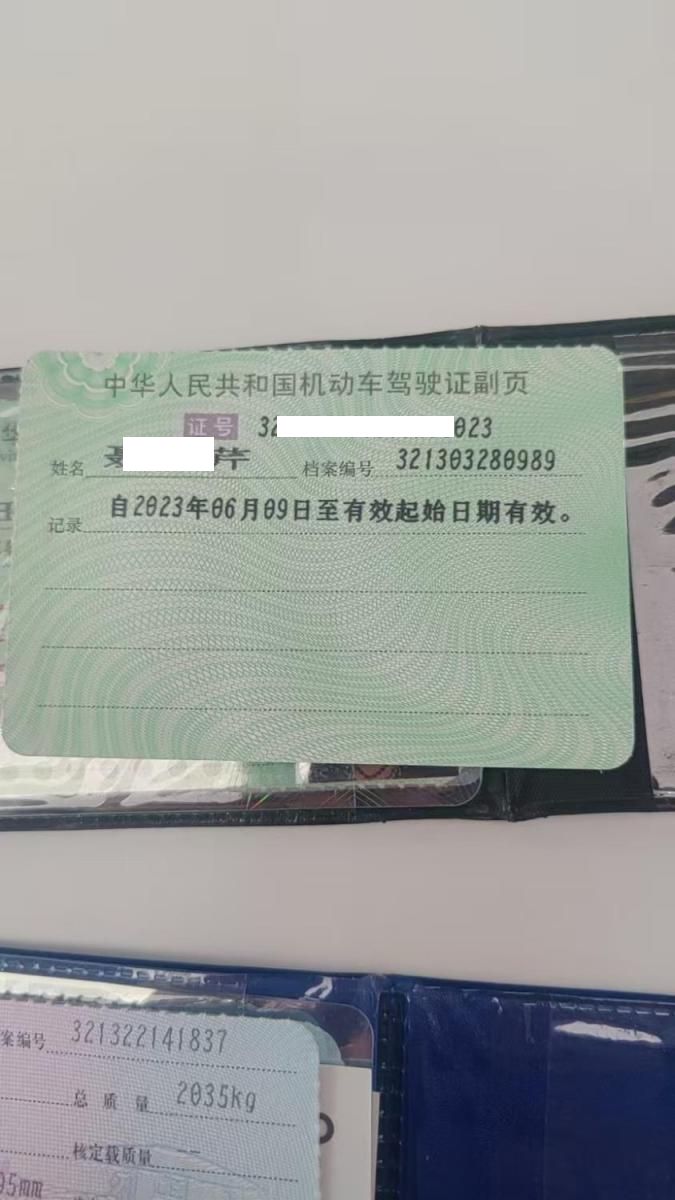 中华人民共和国机动车驾驶证副页
证号 32 023
姓名 档案编号 321303280989
记录 自2023年06月09日至有效起始日期有效。
案编号 321322141837
总质量 2035kg
核定载质量 --
95mm